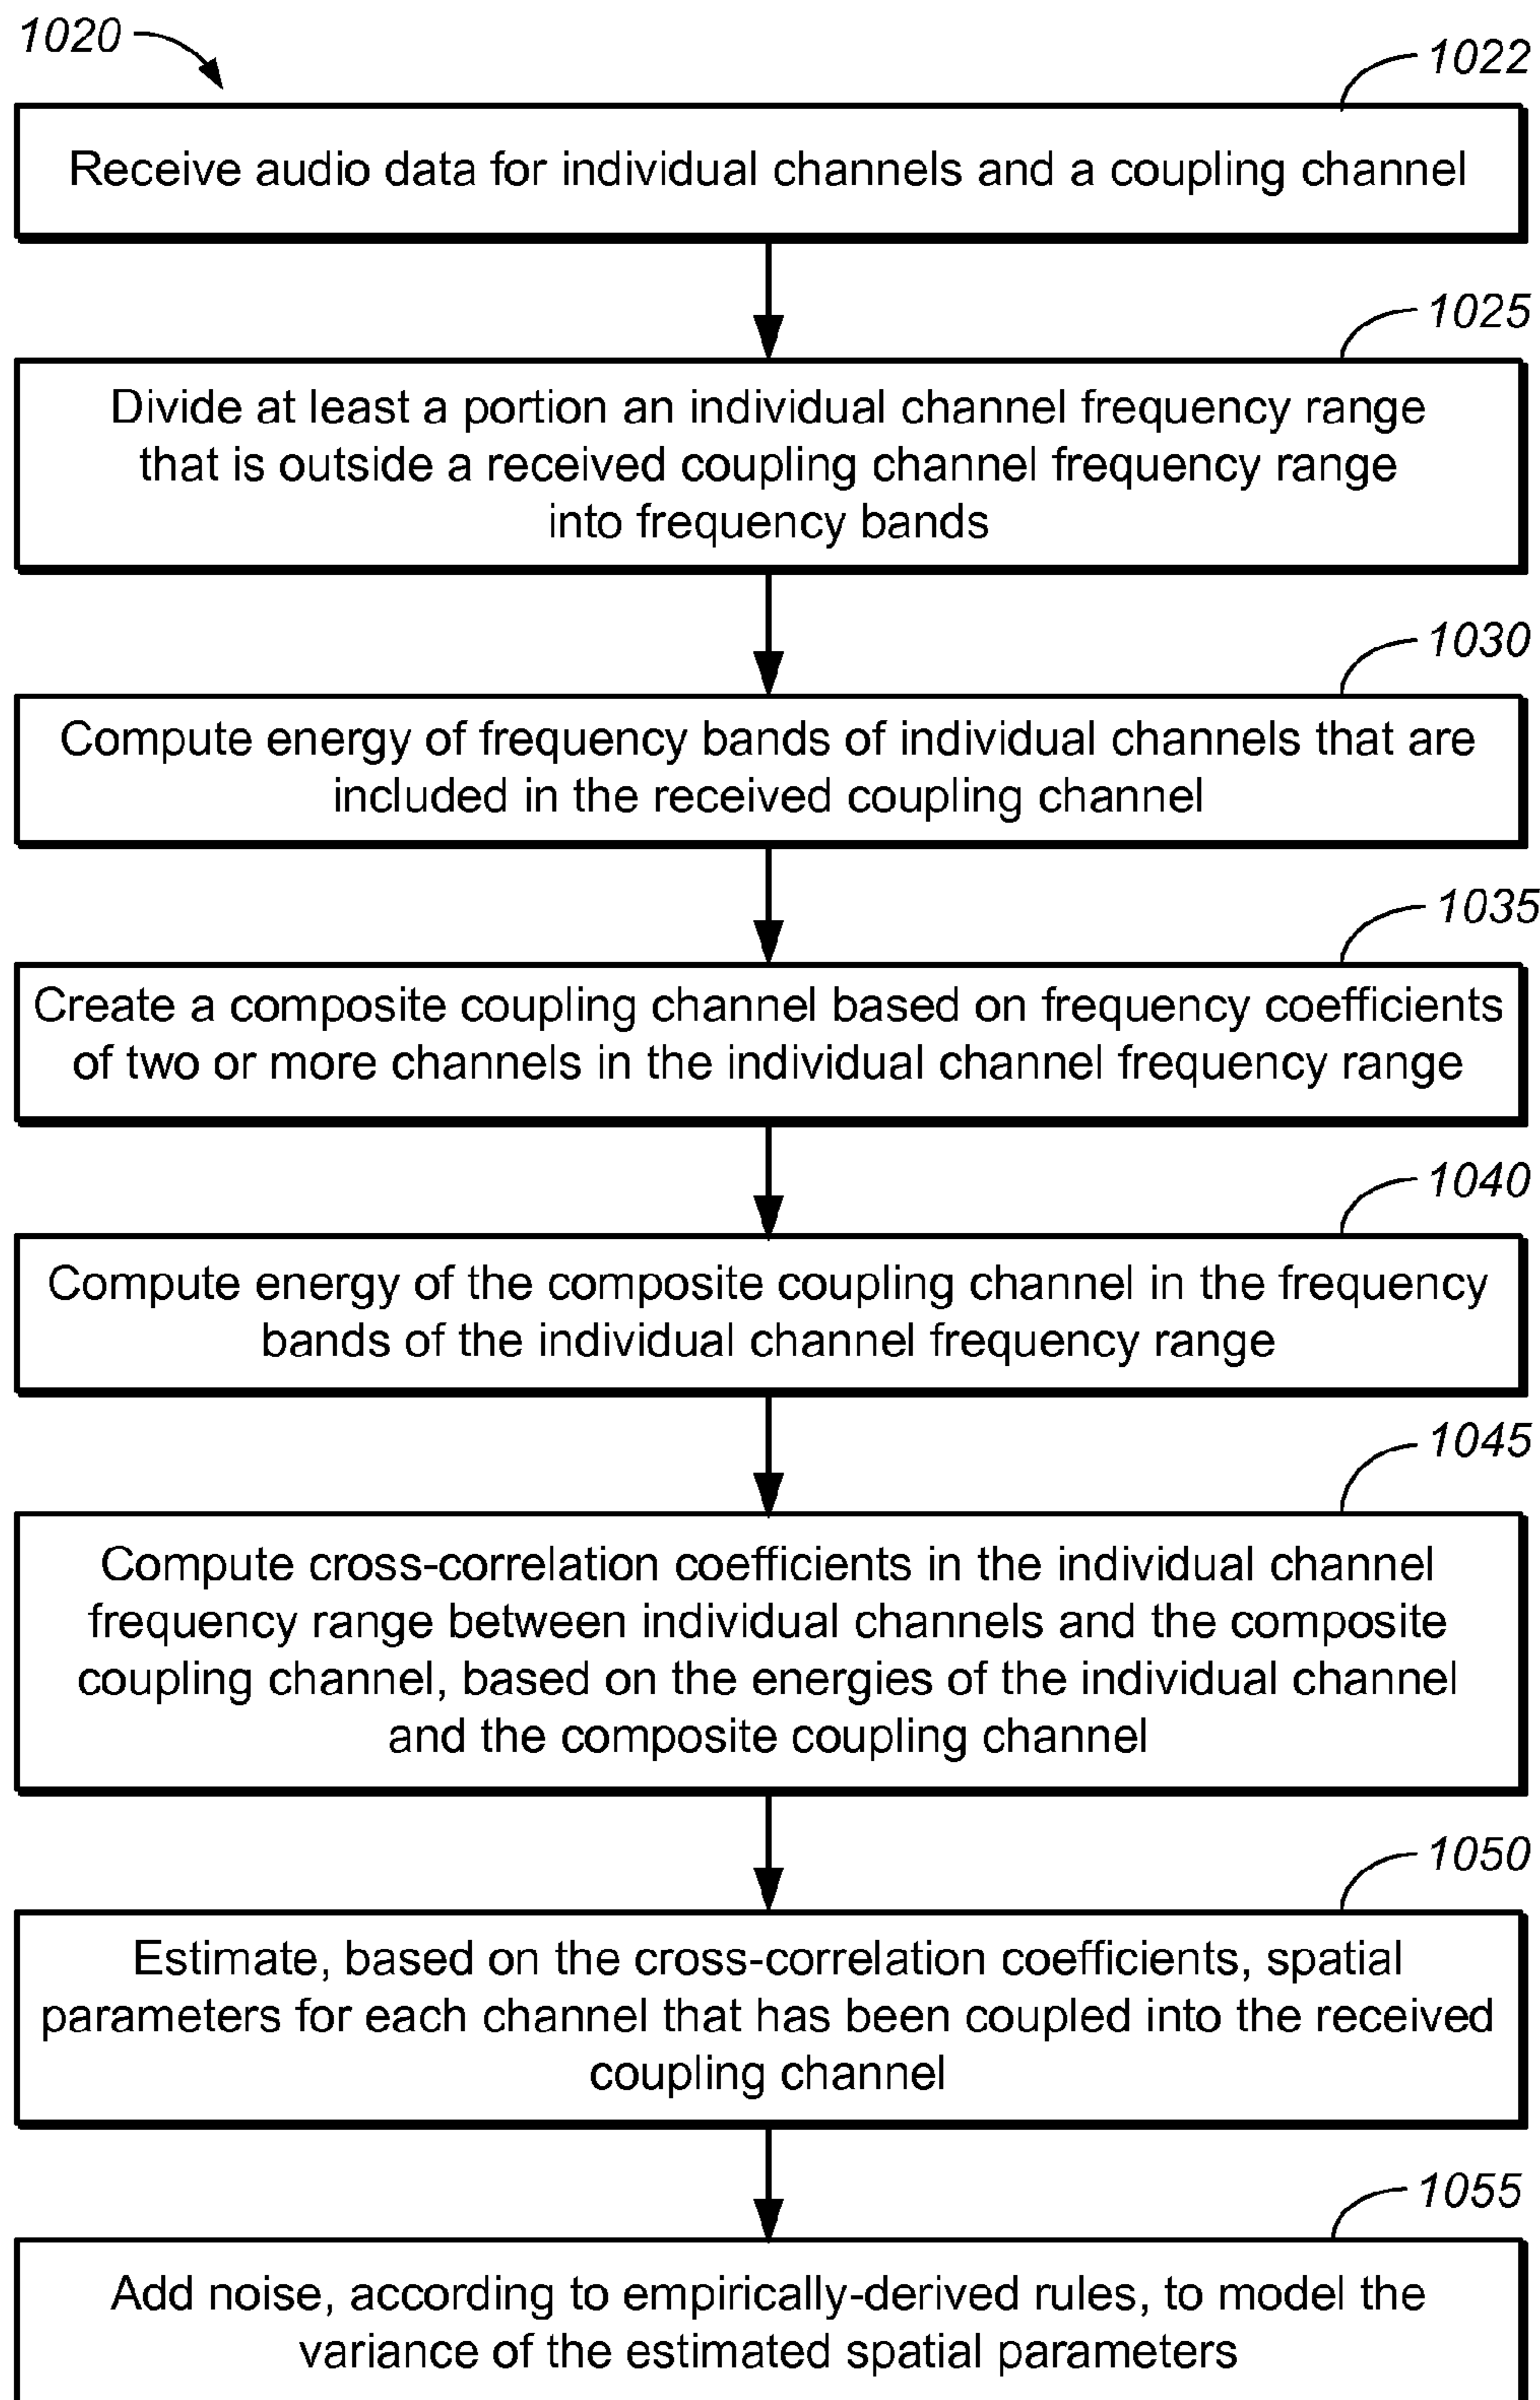 1020
1022
Receive audio data for individual channels and a coupling channel
1025
Divide at least a portion an individual channel frequency range
that is outside a received coupling channel frequency range
into frequency bands
1030
Compute energy of frequency bands of individual channels that are
included in the received coupling channel
1035
Create a composite coupling channel based on frequency coefficients
of two or more channels in the individual channel frequency range
1040
Compute energy of the composite coupling channel in the frequency
bands of the individual channel frequency range
1045
Compute cross-correlation coefficients in the individual channel
frequency range between individual channels and the composite
coupling channel, based on the energies of the individual channel
and the composite coupling channel
1050
Estimate, based on the cross-correlation coefficients, spatial
parameters for each channel that has been coupled into the received
coupling channel
1055
Add noise, according to empirically-derived rules, to model the
variance of the estimated spatial parameters